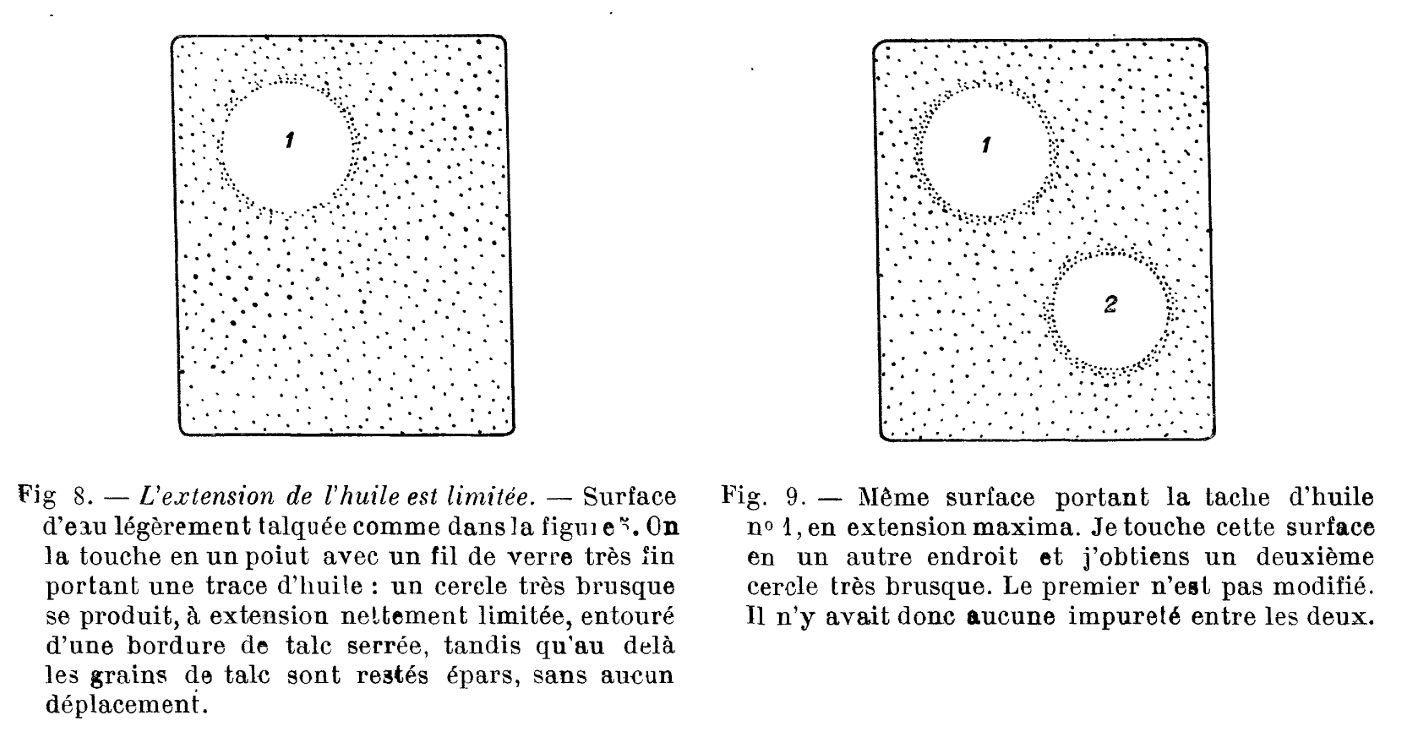 1
1
2
Fig 8. — L'extension de l'huile est limitée. — Surface
d'eau légèrement talquée comme dans la figure. On
la touche en un poiut avec un fil de verre très fin
portant une trace d'huile : un cercle très brusque
se produit, à extension nettement limitée, entouré
d'une bordure de talc serrée, tandis qu'au delà
les grains de talc sont restés épars, sans aucun
déplacement.
Fig. 9. — Même surface portant la tache d'huile
nº 1, en extension maxima. Je touche cette surface
en un autre endroit et j'obtiens un deuxième
cercle très brusque. Le premier n'est pas modifié.
Il n'y avait donc aucune impureté entre les deux.